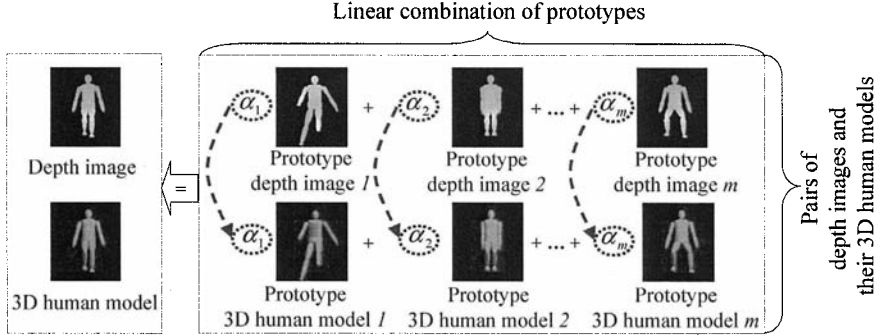 Linear combination of prototypes
α1 + α2 + ... + αm
Depth image
Prototype depth image 1
Prototype depth image 2
Prototype depth image m
=
α1 + α2 + ... + αm
3D human model
Prototype 3D human model 1
Prototype 3D human model 2
Prototype 3D human model m
Pairs of
depth images and
their 3D human models